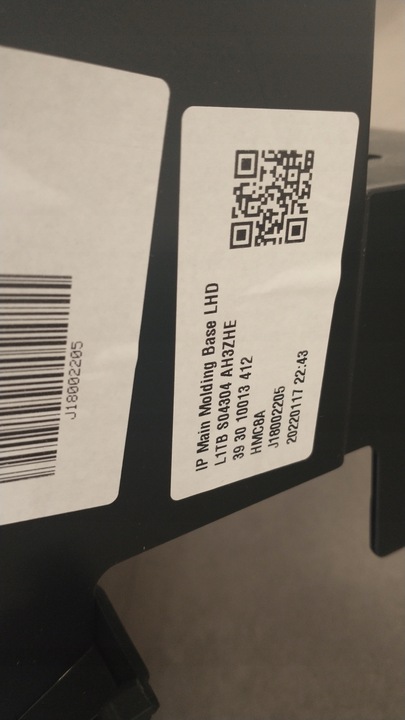 J18002205
IP Main Molding Base LHD
L1TB S04304 AH3ZHE
39 30 10013 412
HMC8A
J18002205
20220117 22:43